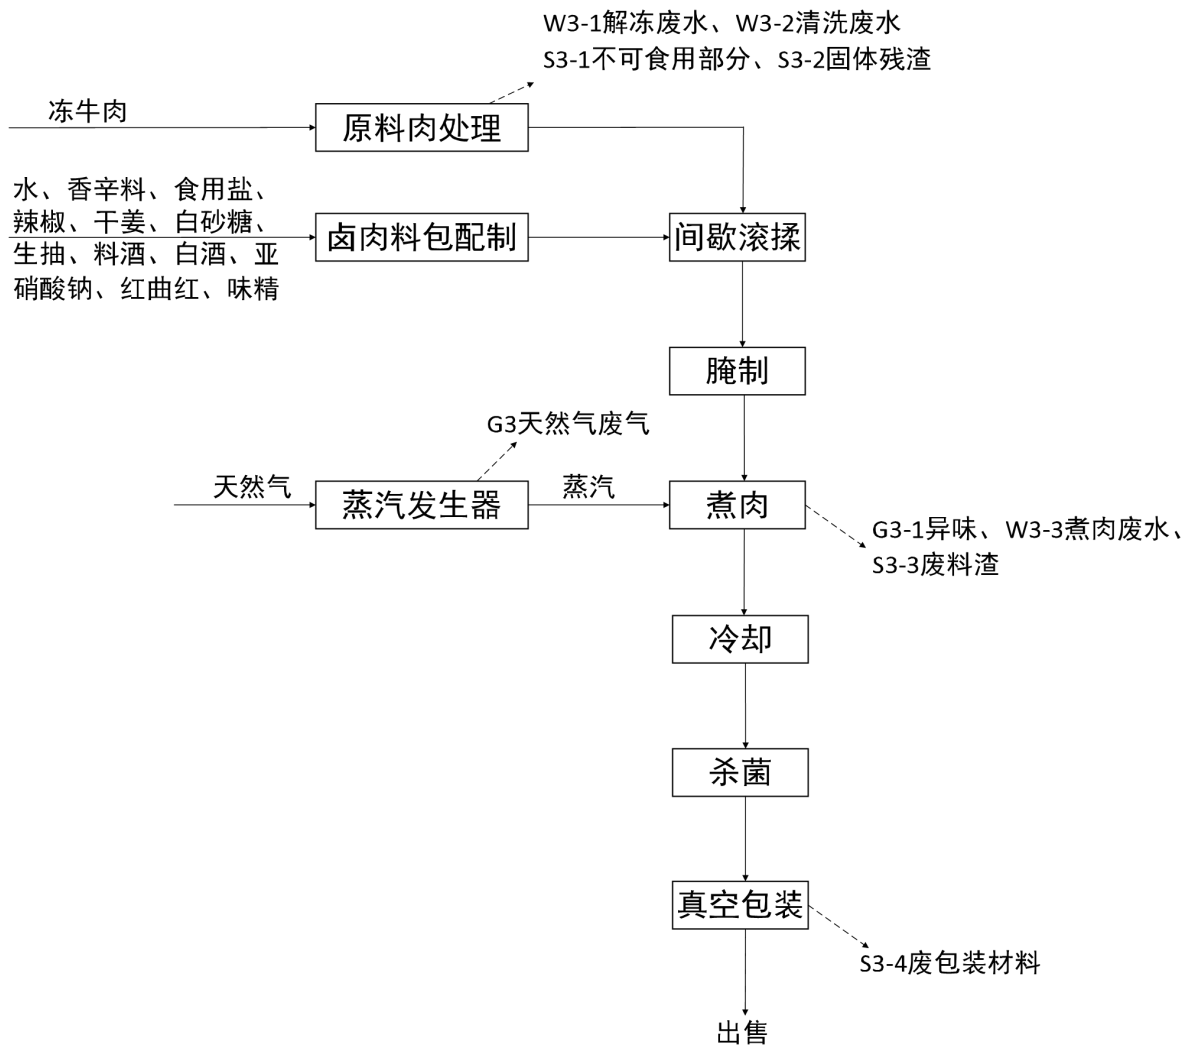 W3-1解冻废水、W3-2清洗废水
S3-1不可食用部分、S3-2固体残渣
冻牛肉
原料肉处理
水、香辛料、食用盐、
辣椒、干姜、白砂糖、
生抽、料酒、白酒、亚
硝酸钠、红曲红、味精
卤肉料包配制
间歇滚揉
腌制
G3天然气废气
天然气
蒸汽发生器
蒸汽
煮肉
G3-1异味、W3-3煮肉废水、
S3-3废料渣
冷却
杀菌
真空包装
S3-4废包装材料
出售